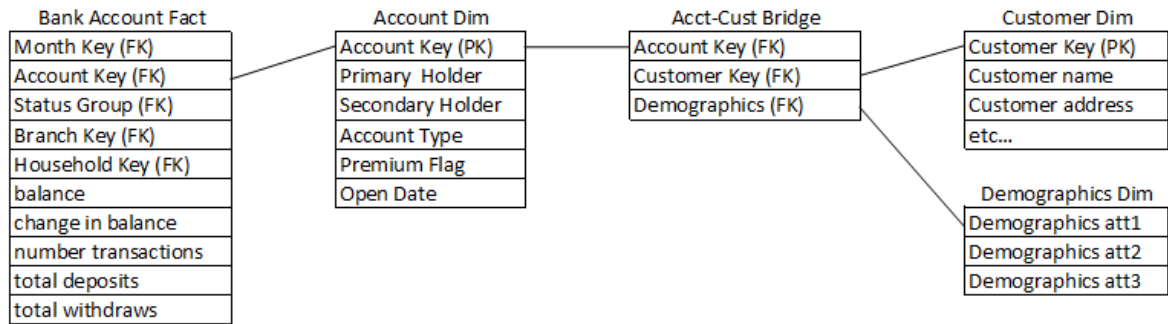 Bank Account Fact
Month Key (FK)
Account Key (FK)
Status Group (FK)
Branch Key (FK)
Household Key (FK)
balance
change in balance
number transactions
total deposits
total withdraws
Account Dim
Account Key (PK)
Primary Holder
Secondary Holder
Account Type
Premium Flag
Open Date
Acct-Cust Bridge
Account Key (FK)
Customer Key (FK)
Demographics (FK)
Customer Dim
Customer Key (PK)
Customer name
Customer address
etc...
Demographics Dim
Demographics att1
Demographics att2
Demographics att3